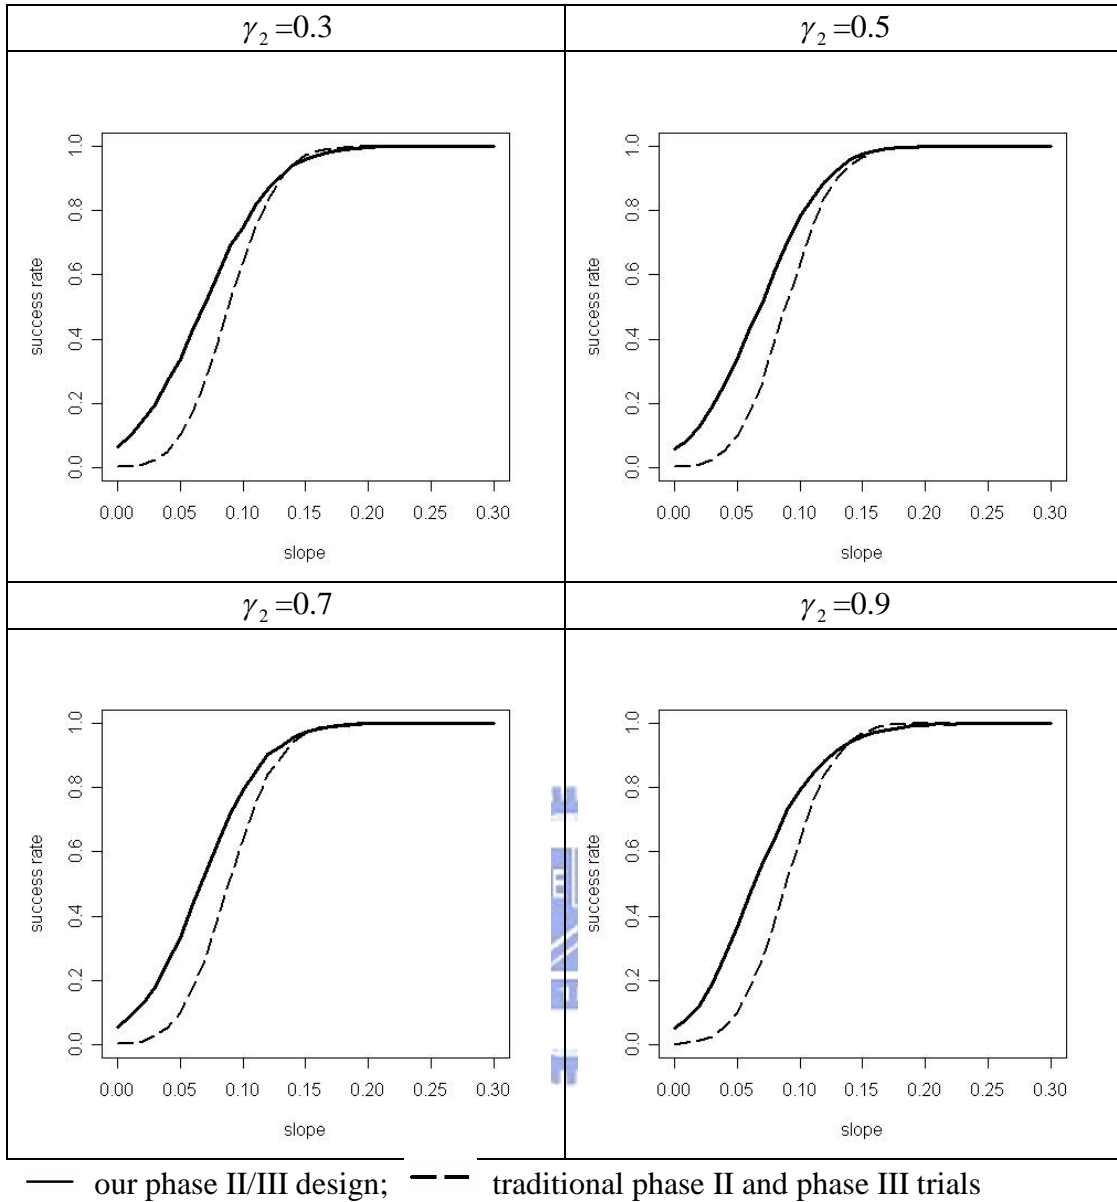 γ₂=0.3
γ₂=0.5
success rate
0.0 0.2 0.4 0.6 0.8 1.0
0.00 0.05 0.10 0.15 0.20 0.25 0.30
slope
success rate
0.0 0.2 0.4 0.6 0.8 1.0
0.00 0.05 0.10 0.15 0.20 0.25 0.30
slope
γ₂=0.7
γ₂=0.9
success rate
0.0 0.2 0.4 0.6 0.8 1.0
0.00 0.05 0.10 0.15 0.20 0.25 0.30
slope
success rate
0.0 0.2 0.4 0.6 0.8 1.0
0.00 0.05 0.10 0.15 0.20 0.25 0.30
slope
our phase II/III design; traditional phase II and phase III trials